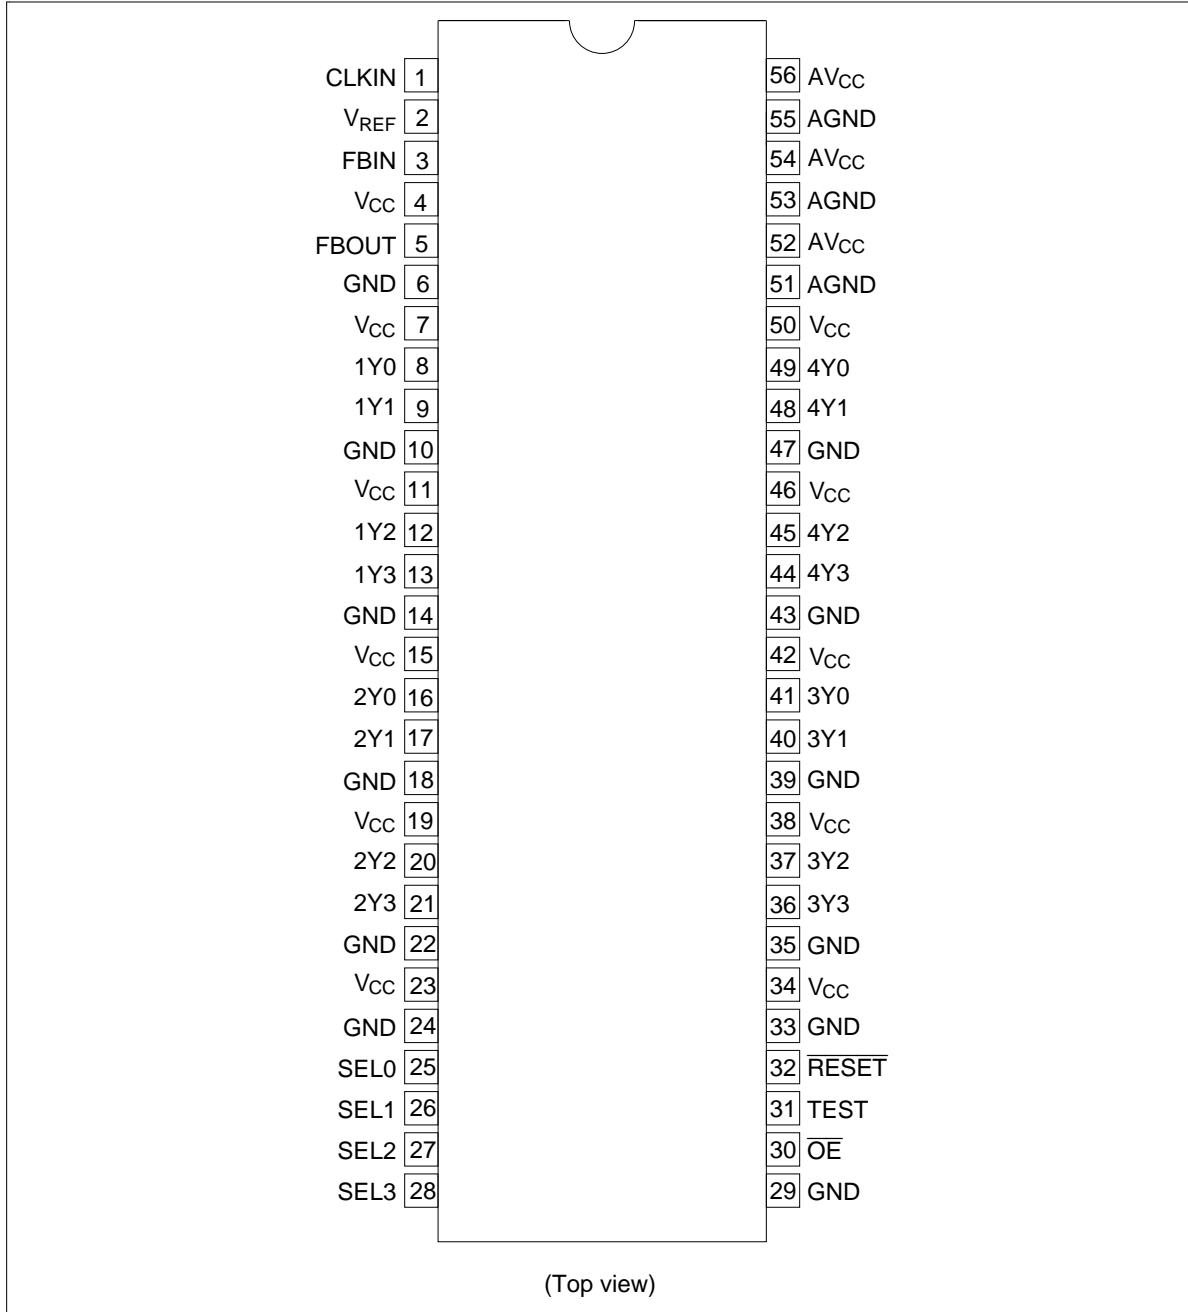 CLKIN 1 56 AVCC
VREF 2 55 AGND
FBIN 3 54 AVCC
VCC 4 53 AGND
FBOUT 5 52 AVCC
GND 6 51 AGND
VCC 7 50 VCC
1Y0 8 49 4Y0
1Y1 9 48 4Y1
GND 10 47 GND
VCC 11 46 VCC
1Y2 12 45 4Y2
1Y3 13 44 4Y3
GND 14 43 GND
VCC 15 42 VCC
2Y0 16 41 3Y0
2Y1 17 40 3Y1
GND 18 39 GND
VCC 19 38 VCC
2Y2 20 37 3Y2
2Y3 21 36 3Y3
GND 22 35 GND
VCC 23 34 VCC
GND 24 33 GND
SEL0 25 32 R̅E̅S̅E̅T̅
SEL1 26 31 TEST
SEL2 27 30 O̅E̅
SEL3 28 29 GND
(Top view)